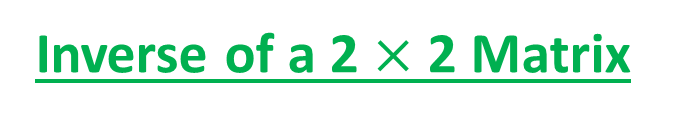 Inverse of a 2 × 2 Matrix